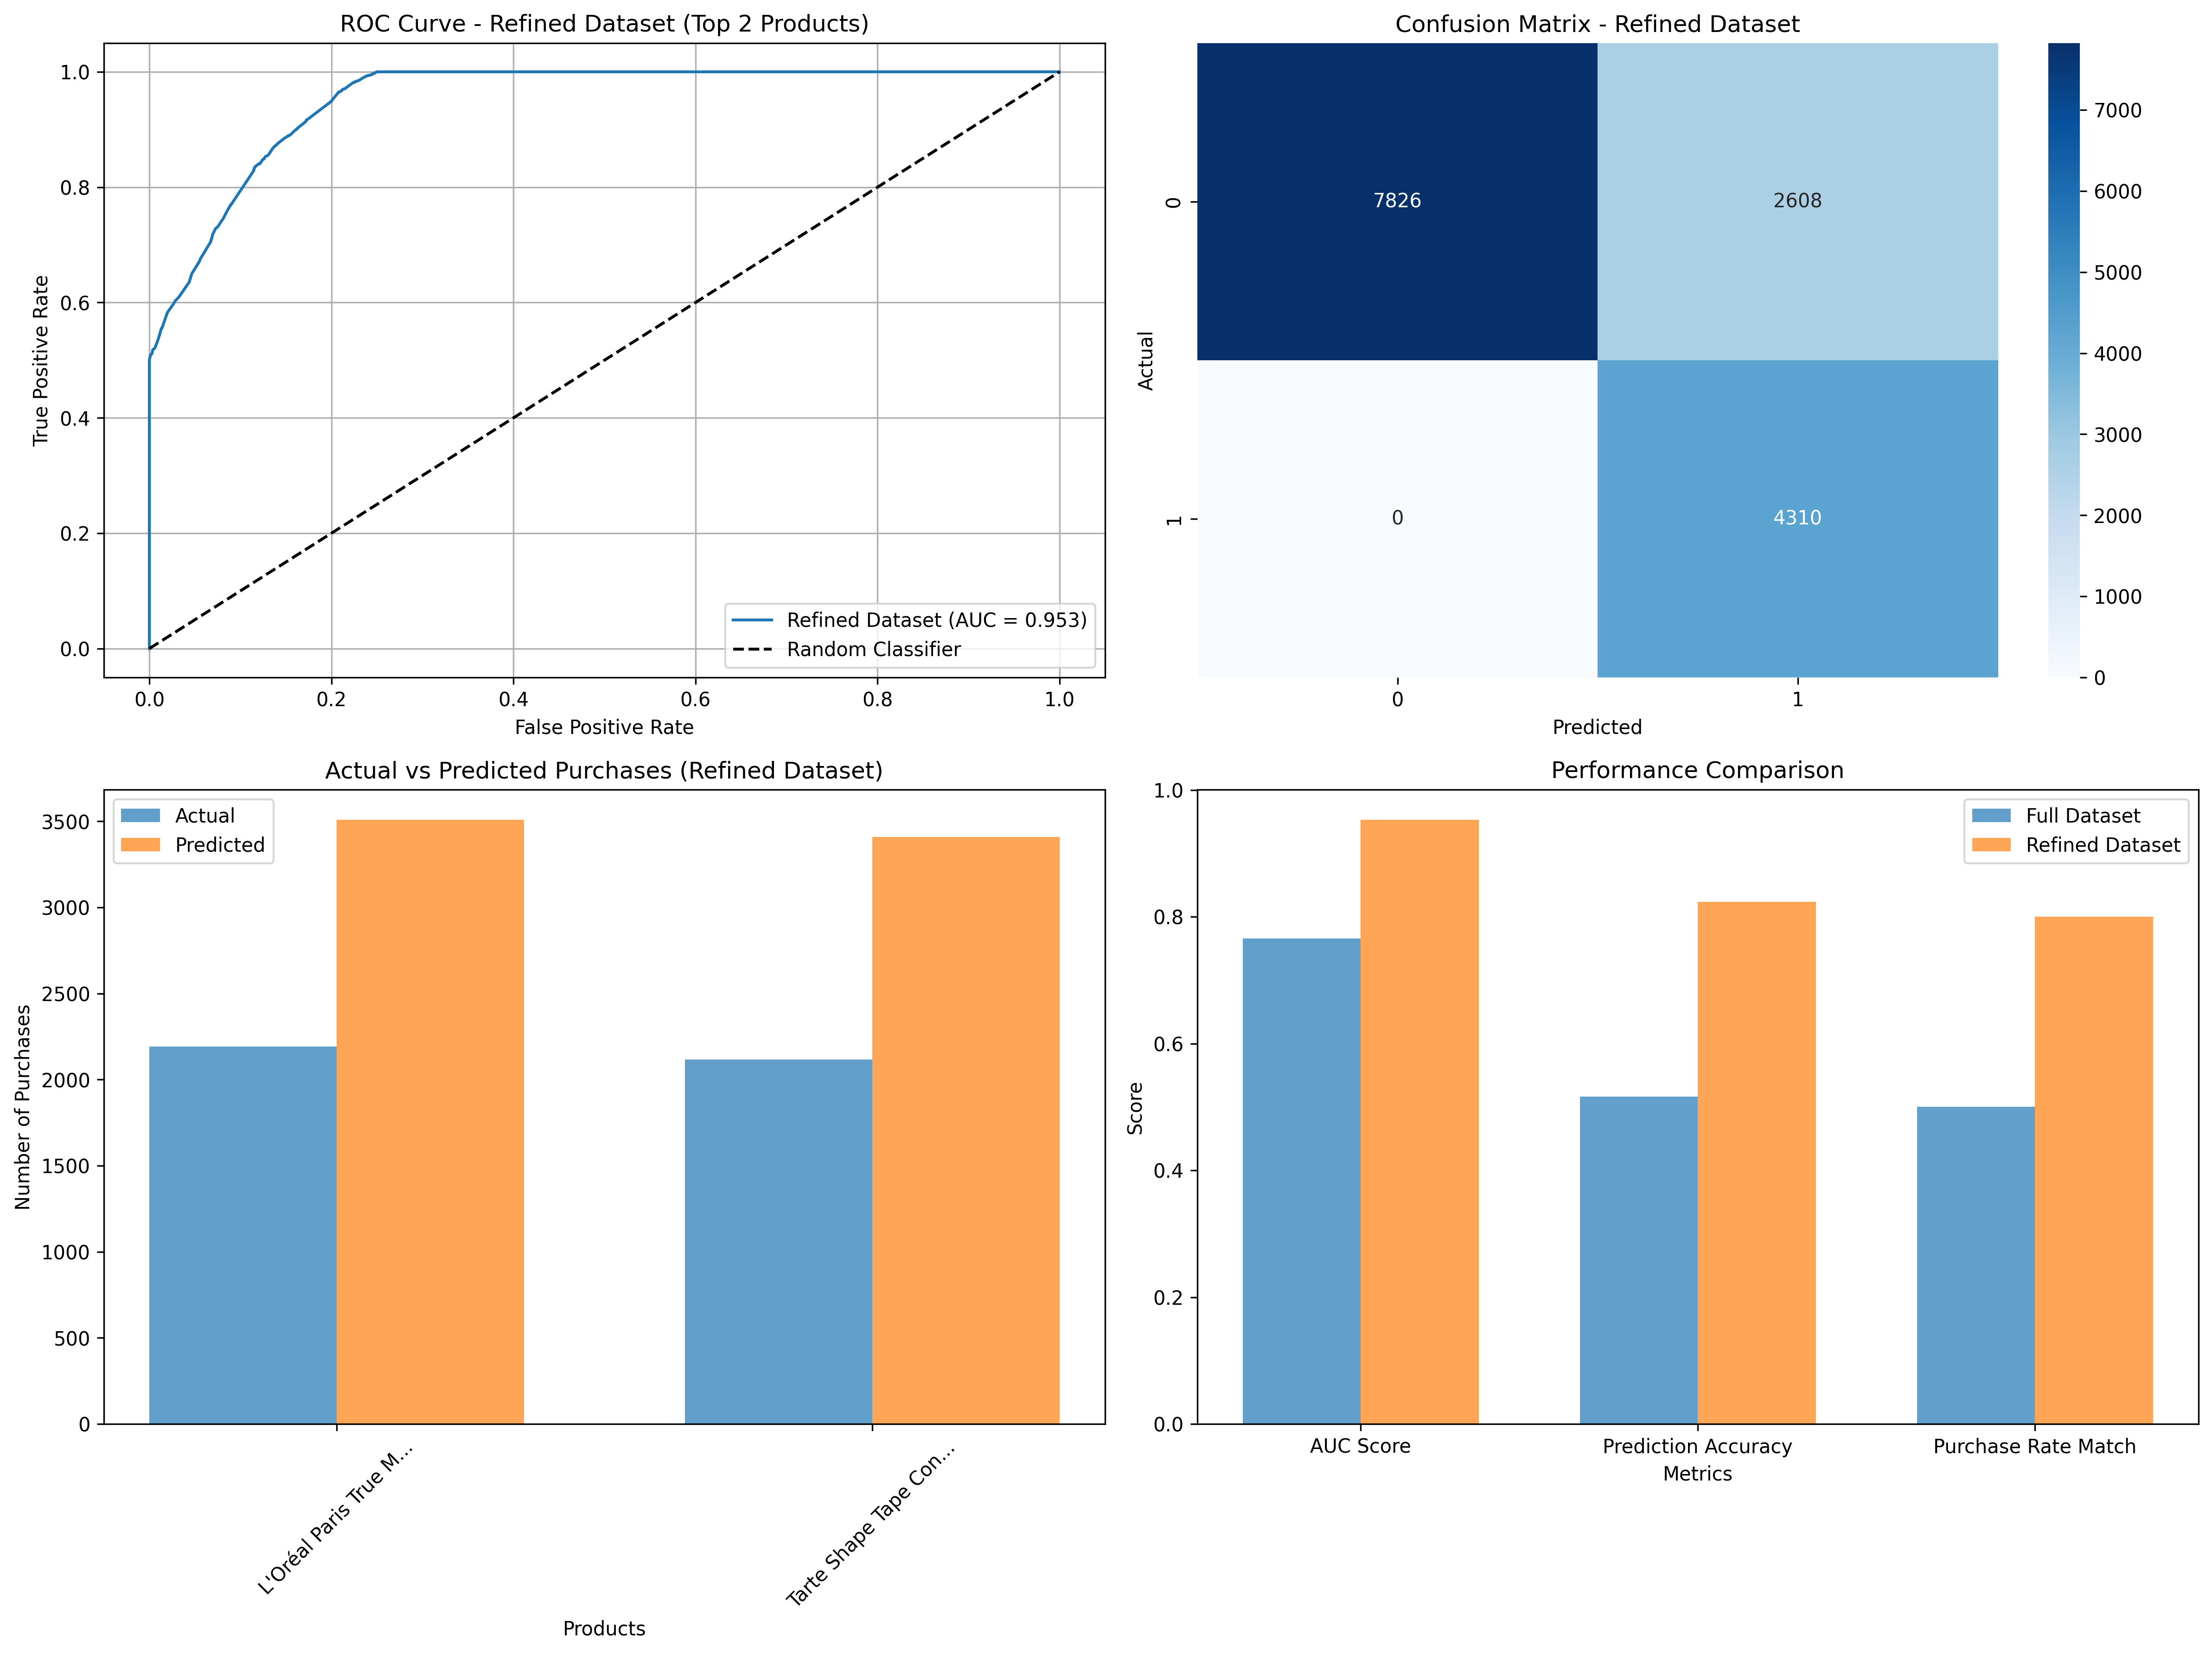 ROC Curve - Refined Dataset (Top 2 Products)
1.0
0.8
0.6
0.4
0.2
0.0
True Positive Rate
0.0 0.2 0.4 0.6 0.8 1.0
False Positive Rate
Refined Dataset (AUC = 0.953)
Random Classifier
Confusion Matrix - Refined Dataset
7826 2608
0 4310
0
1
Actual
0 1
Predicted
7000
6000
5000
4000
3000
2000
1000
0
Actual vs Predicted Purchases (Refined Dataset)
Actual
Predicted
3500
3000
2500
2000
1500
1000
500
0
Number of Purchases
L'Oréal Paris True M...
Tarte Shape Tape Con...
Products
Performance Comparison
Full Dataset
Refined Dataset
1.0
0.8
0.6
0.4
0.2
0.0
Score
AUC Score Prediction Accuracy Purchase Rate Match
Metrics